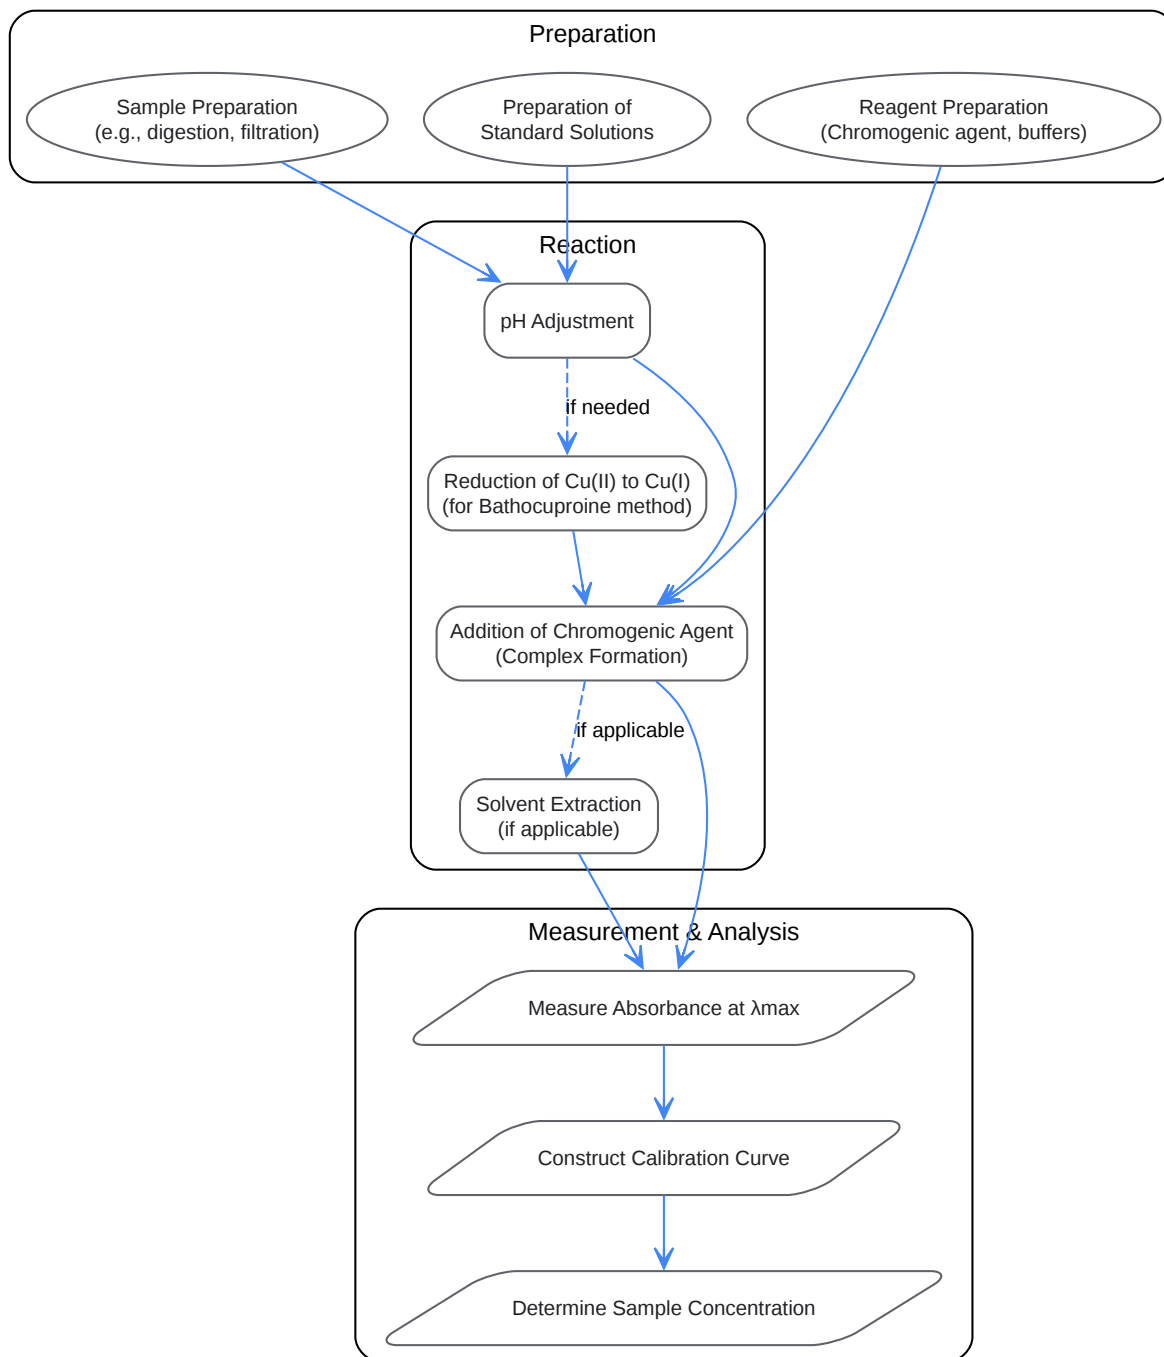 Preparation
Sample Preparation
(e.g., digestion, filtration)
Preparation of
Standard Solutions
Reagent Preparation
(Chromogenic agent, buffers)
Reaction
pH Adjustment
if needed
Reduction of Cu(II) to Cu(I)
(for Bathocuproine method)
Addition of Chromogenic Agent
(Complex Formation)
if applicable
Solvent Extraction
(if applicable)
Measurement & Analysis
Measure Absorbance at λmax
Construct Calibration Curve
Determine Sample Concentration